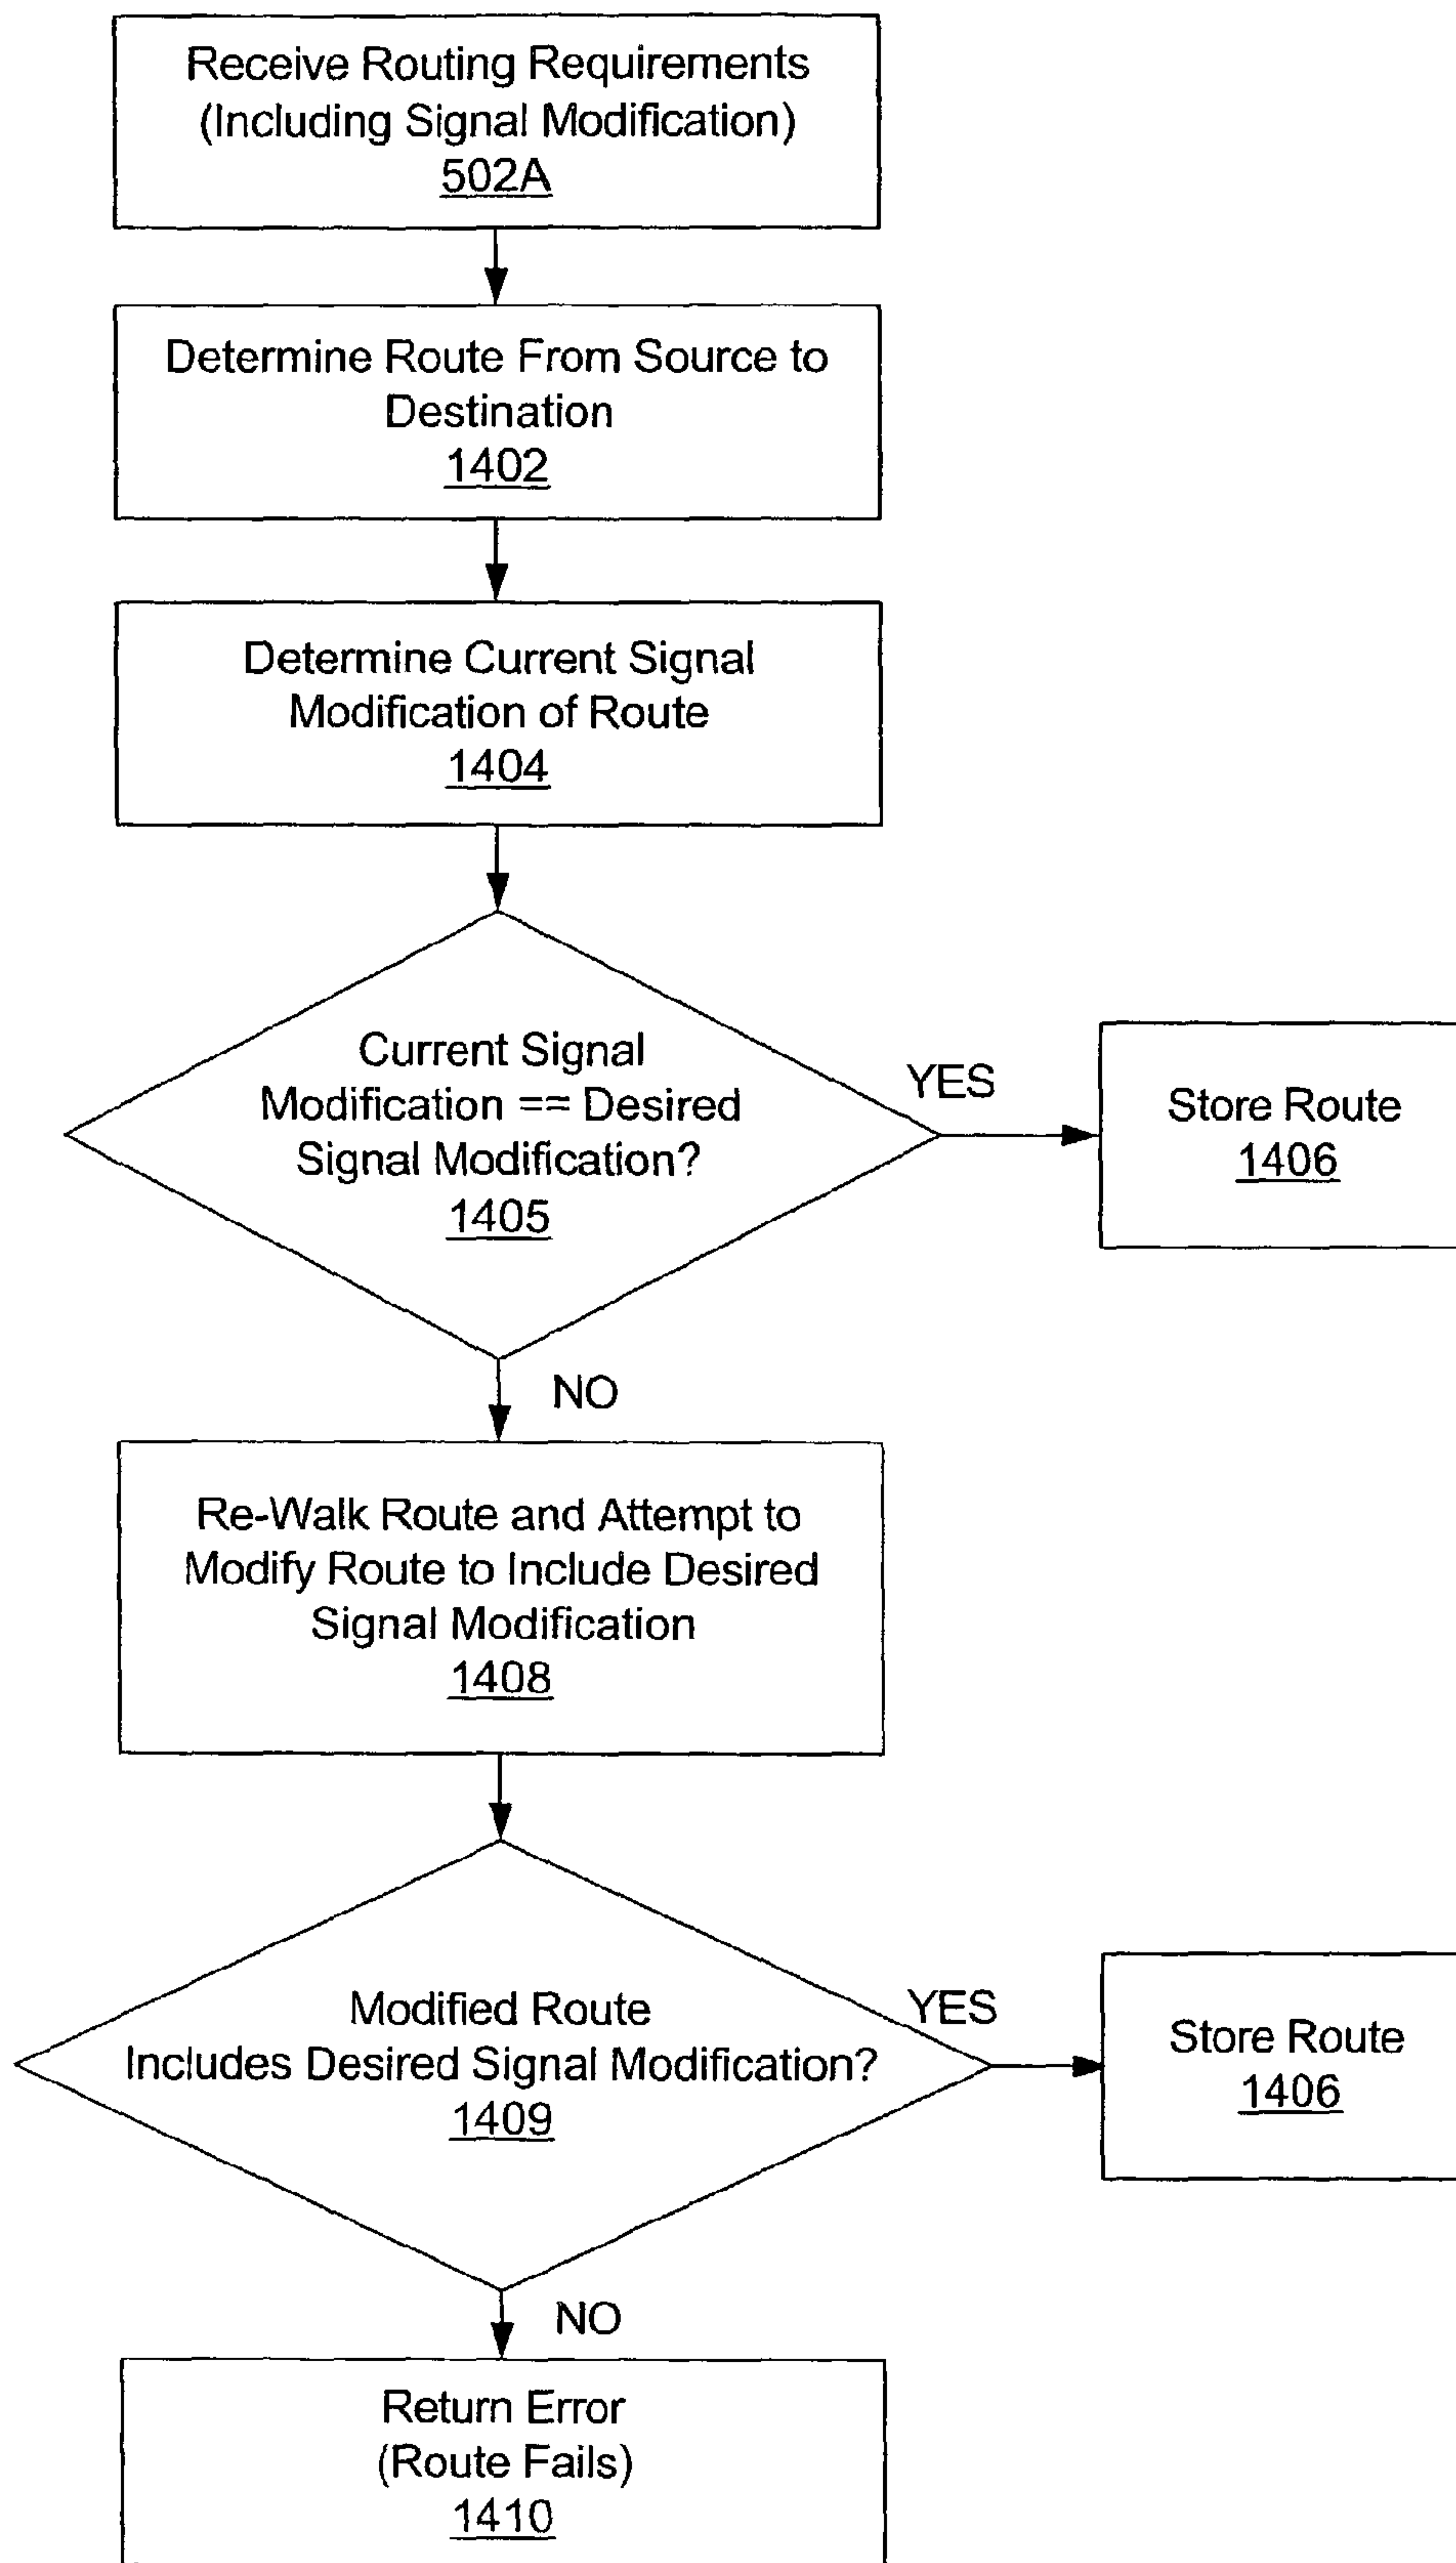 Receive Routing Requirements
(Including Signal Modification)
502A
Determine Route From Source to
Destination
1402
Determine Current Signal
Modification of Route
1404
Current Signal
Modification == Desired
Signal Modification?
1405
YES
Store Route
1406
NO
Re-Walk Route and Attempt to
Modify Route to Include Desired
Signal Modification
1408
Modified Route
Includes Desired Signal Modification?
1409
YES
Store Route
1406
NO
Return Error
(Route Fails)
1410